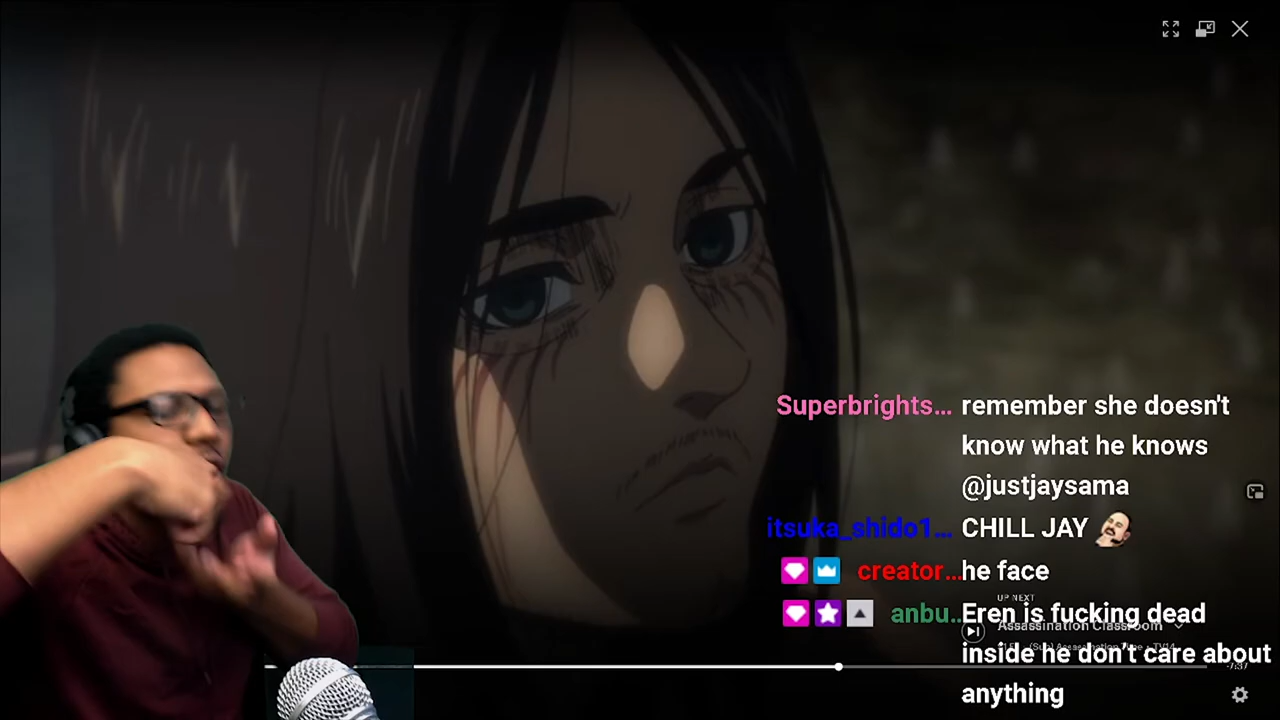 Superbrights... remember she doesn't
know what he knows
@justjaysama
itsuka_shido1... CHILL JAY
creator... he face
UP NEXT
anbu.. Eren is fucking dead
Assassination Classroom
inside he don't care about
anything